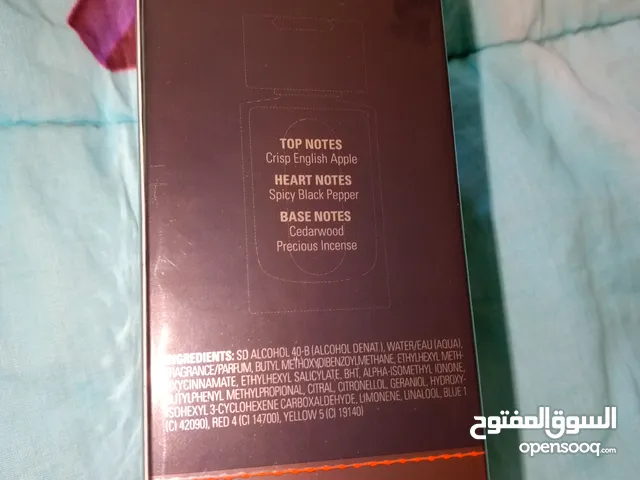 TOP NOTES
Crisp English Apple
HEART NOTES
Spicy Black Pepper
BASE NOTES
Cedarwood
Precious Incense
INGREDIENTS: SD ALCOHOL 40-B (ALCOHOL DENAT.), WATER/EAU (AQUA),
FRAGRANCE/PARFUM, BUTYL METHOXYDIBENZOYLMETHANE, ETHYLHEXYL METH-
OXYCINNAMATE, ETHYLHEXYL SALICYLATE, BHT, ALPHA-ISOMETHYL IONONE,
BUTYLPHENYL METHYLPROPIONAL, CITRAL, CITRONELLOL, GERANIOL, HYDROXY-
ISOHEXYL 3-CYCLOHEXENE CARBOXALDEHYDE, LIMONENE, LINALOOL, BLUE 1
(CI 42090), RED 4 (CI 14700), YELLOW 5 (CI 19140)
السوق المفتوح
opensooq.com